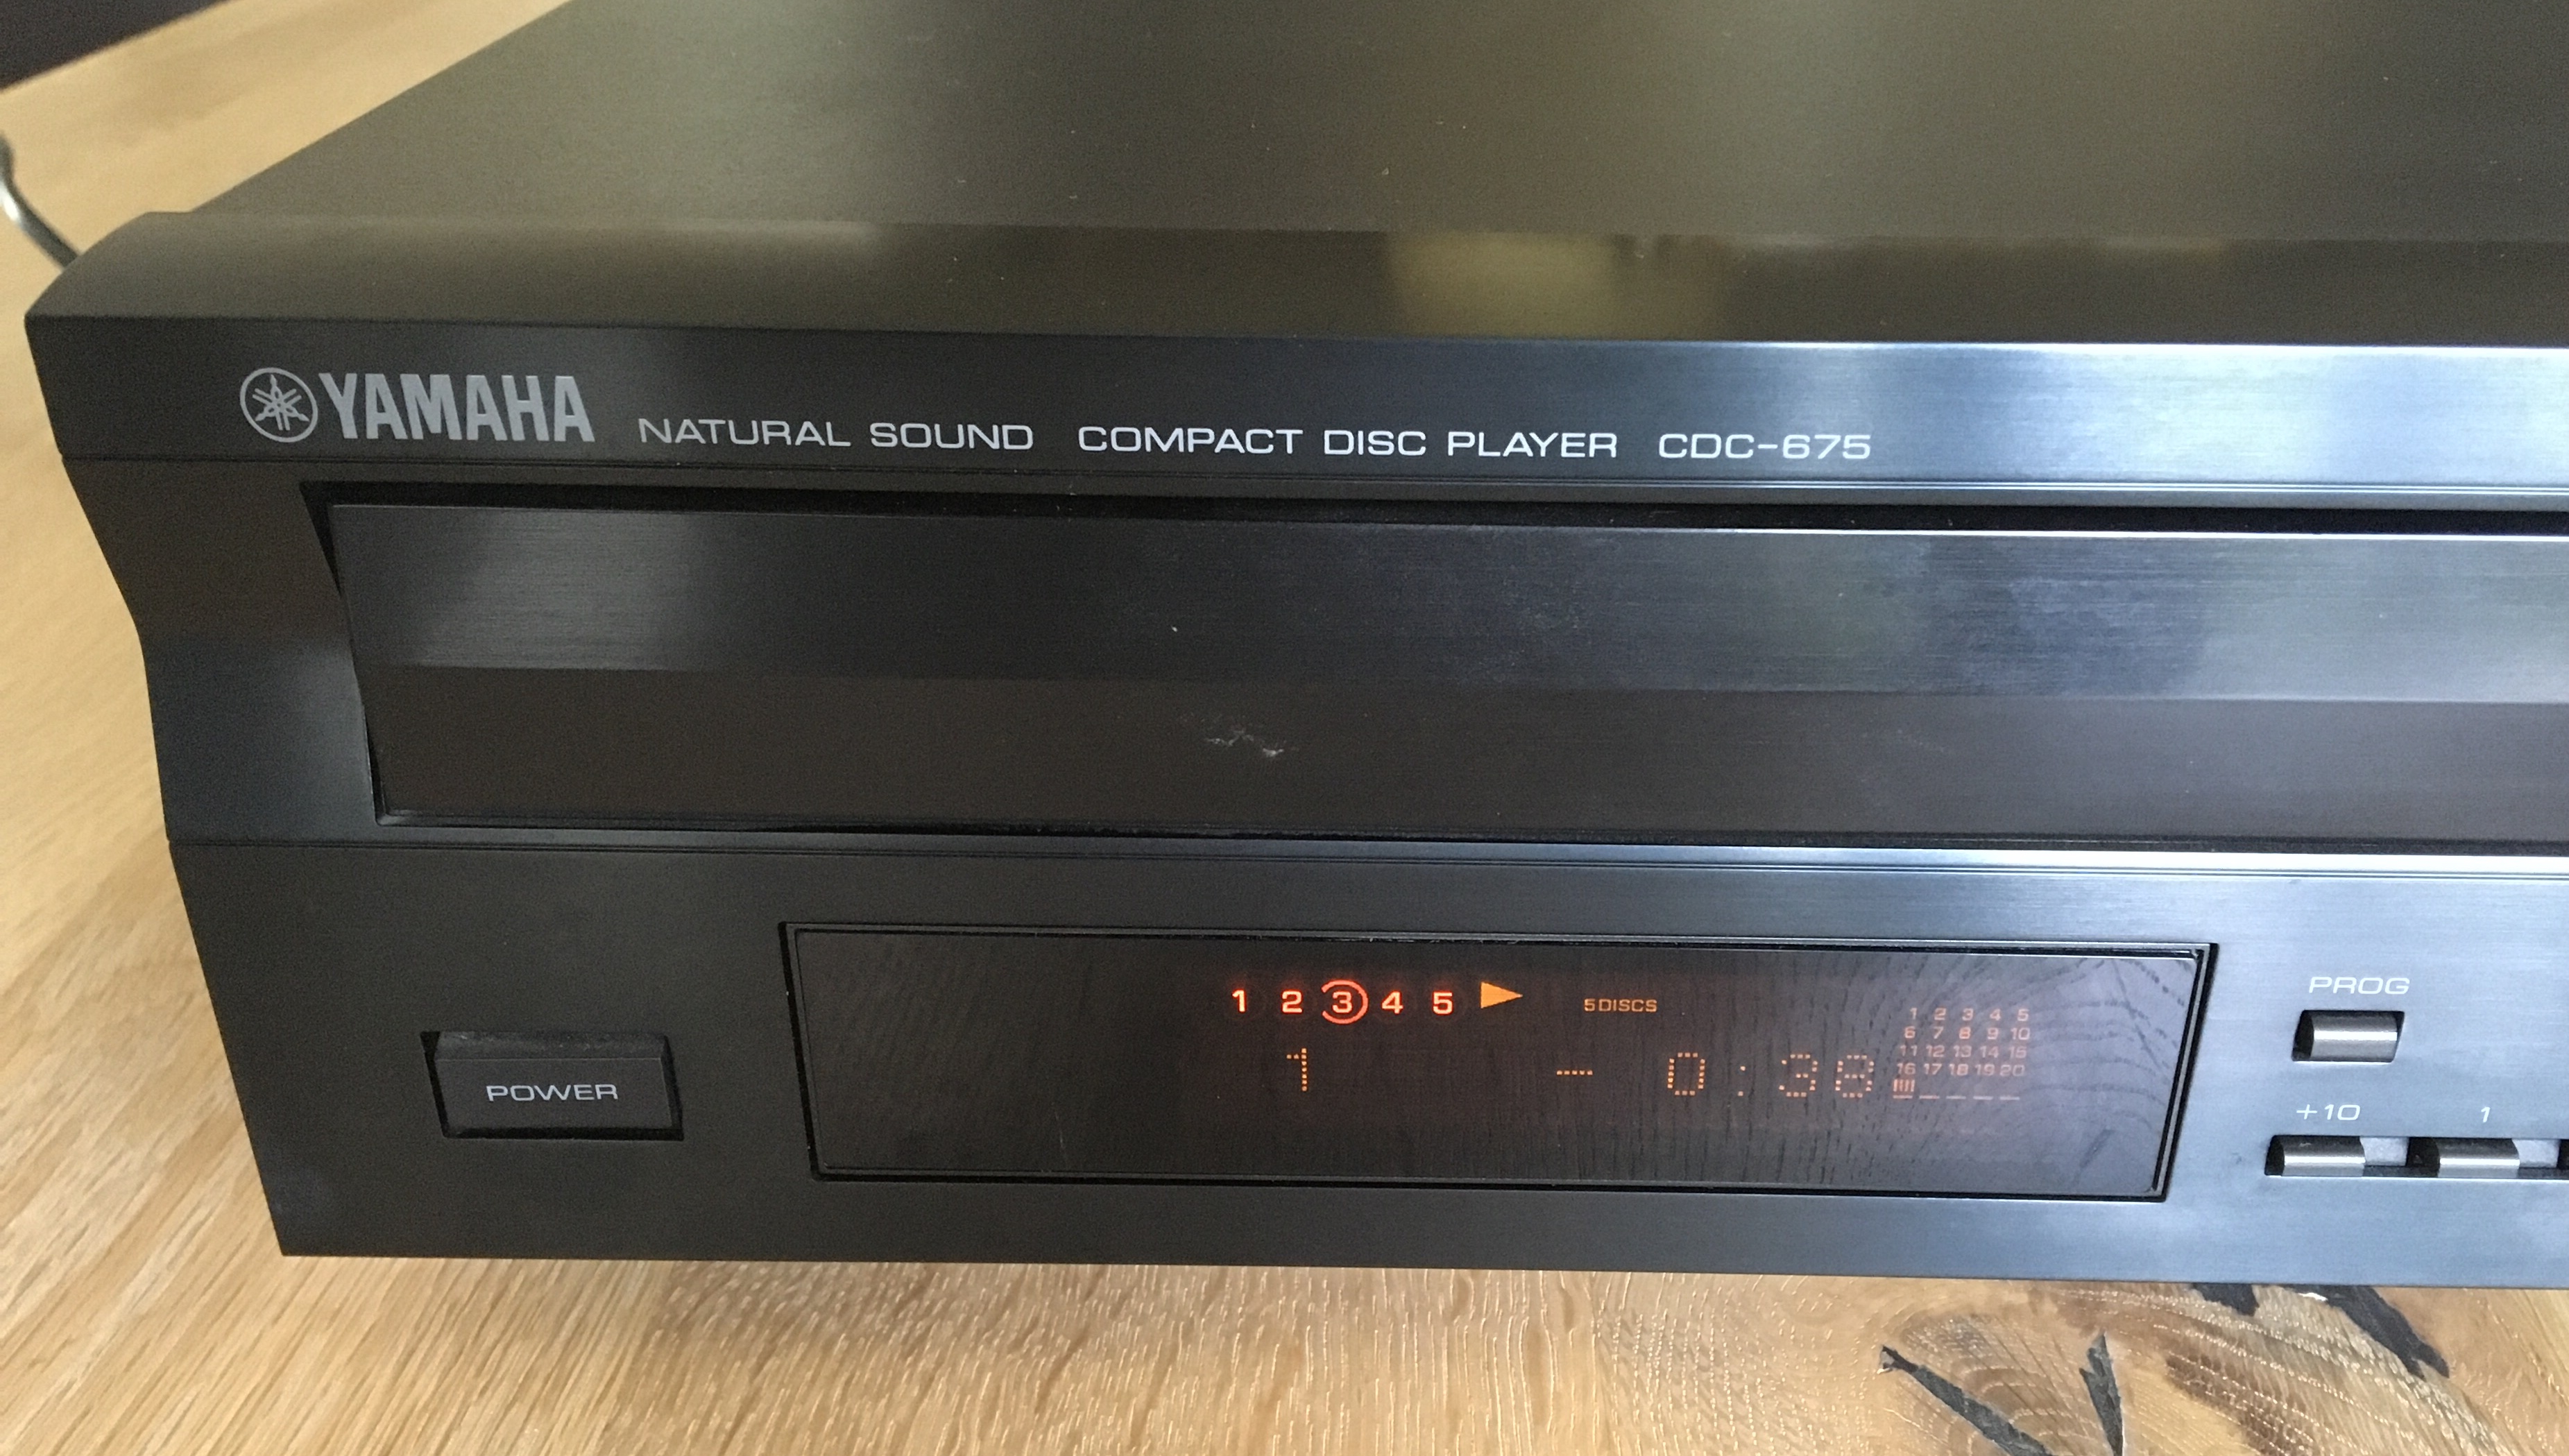 YAMAHA NATURAL SOUND COMPACT DISC PLAYER CDC-675
1 2 3 4 5 5DISCS
1 - 0:38
1 2 3 4 5
6 7 8 9 10
11 12 13 14 15
16 17 18 19 20
POWER
PROG
+10 1